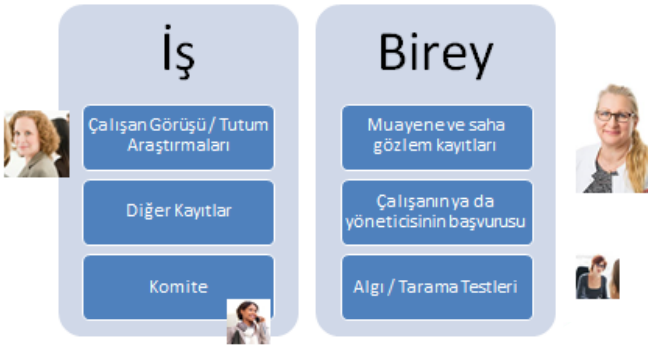 İş
Çalışan Görüşü / Tutum
Araştırmaları
Diğer Kayıtlar
Komite
Birey
Muayene ve saha
gözlem kayıtları
Çalışanın ya da
yöneticisinin başvurusu
Algı / Tarama Testleri